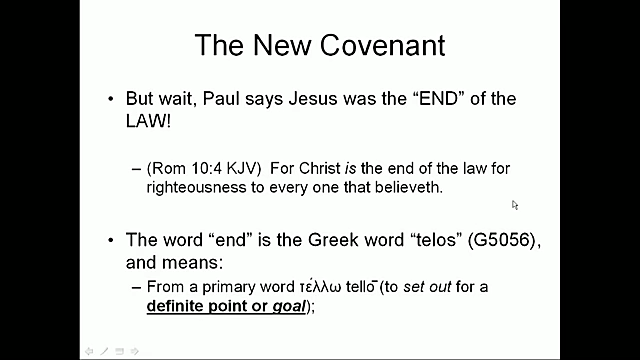 The New Covenant
• But wait, Paul says Jesus was the “END” of the
LAW!
– (Rom 10:4 KJV)  For Christ is the end of the law for
righteousness to every one that believeth.
• The word “end” is the Greek word “telos” (G5056),
and means:
– From a primary word τέλλω tellō (to set out for a
definite point or goal);